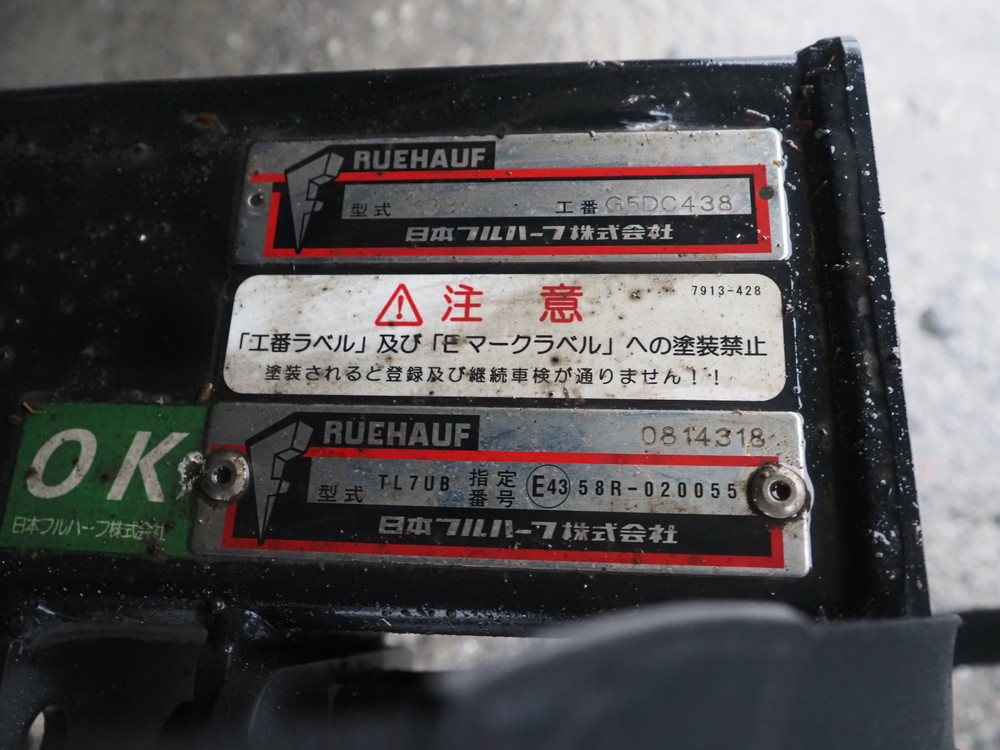 FRUEHAUF
型式 工番 G5DC438
日本フルハーフ株式会社
⚠ 注意 7913-428
「工番ラベル」及び「Eマークラベル」への塗装禁止
塗装されると登録及び継続車検が通りません!!
FRUEHAUF 0814318
型式 TL7UB 指定番号 E43 58R-020055
日本フルハーフ株式会社
OK
日本フルハーフ株式会社